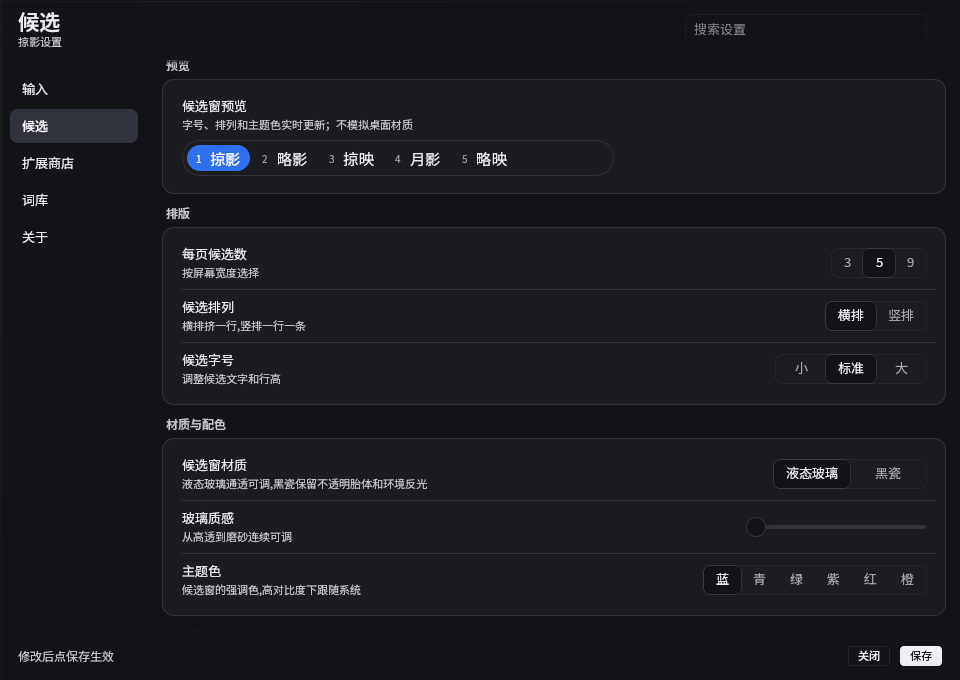 候选
掠影设置
搜索设置
输入
候选
扩展商店
词库
关于
预览
候选窗预览
字号、排列和主题色实时更新；不模拟桌面材质
1 掠影 2 略影 3 掠映 4 月影 5 略映
排版
每页候选数
按屏幕宽度选择
3 5 9
候选排列
横排挤一行,竖排一行一条
横排 竖排
候选字号
调整候选文字和行高
小 标准 大
材质与配色
候选窗材质
液态玻璃通透可调,黑瓷保留不透明胎体和环境反光
液态玻璃 黑瓷
玻璃质感
从高透到磨砂连续可调
主题色
候选窗的强调色,高对比度下跟随系统
蓝 青 绿 紫 红 橙
修改后点保存生效
关闭 保存